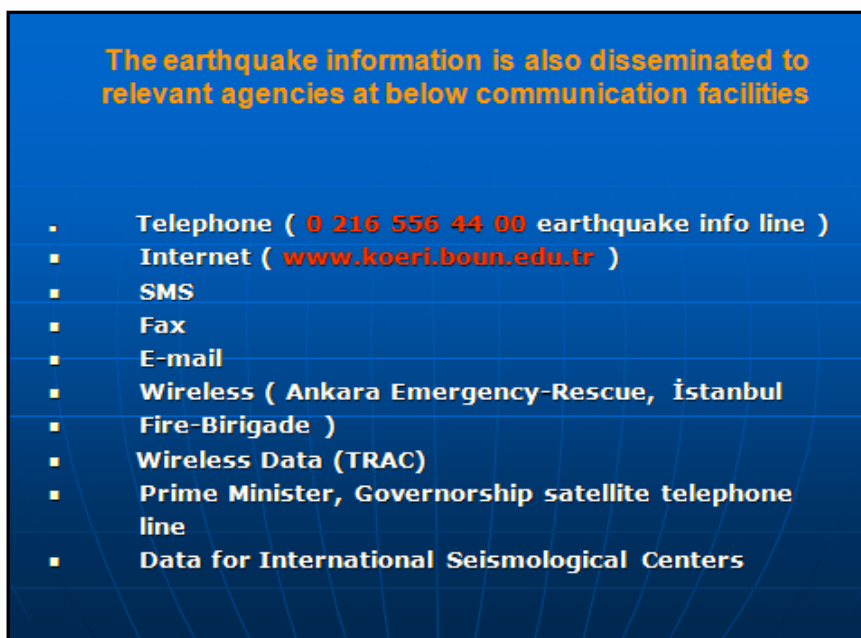 The earthquake information is also disseminated to
relevant agencies at below communication facilities
▪ Telephone ( 0 216 556 44 00 earthquake info line )
▪ Internet ( www.koeri.boun.edu.tr )
▪ SMS
▪ Fax
▪ E-mail
▪ Wireless ( Ankara Emergency-Rescue, İstanbul
▪ Fire-Birigade )
▪ Wireless Data (TRAC)
▪ Prime Minister, Governorship satellite telephone
line
▪ Data for International Seismological Centers